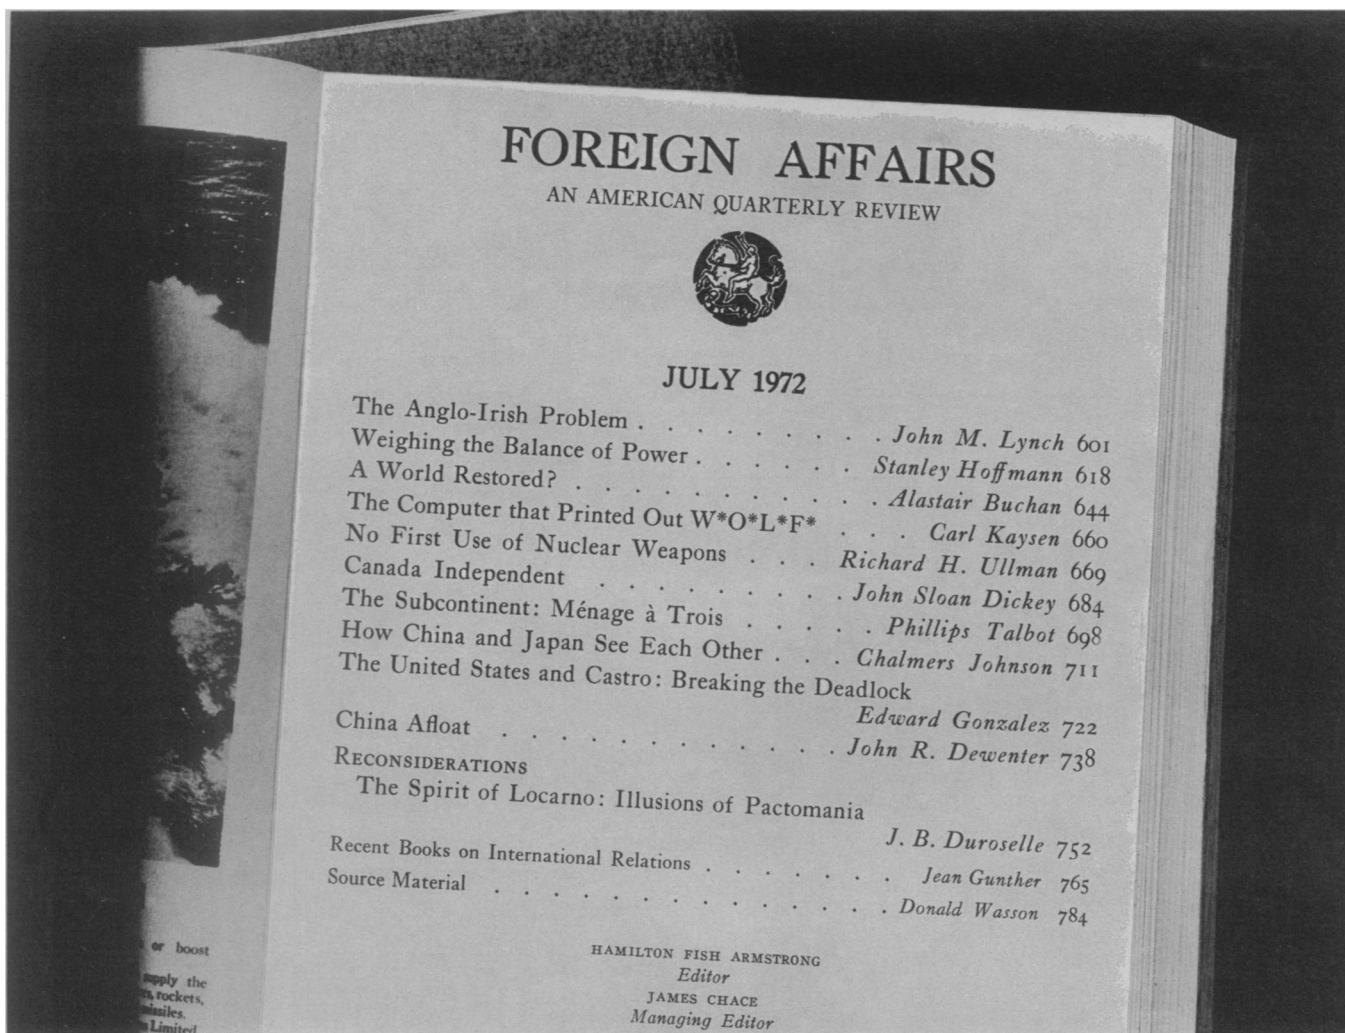 FOREIGN AFFAIRS
AN AMERICAN QUARTERLY REVIEW
JULY 1972
The Anglo-Irish Problem . . . . . . . . . John M. Lynch 601
Weighing the Balance of Power . . . . . . Stanley Hoffmann 618
A World Restored? . . . . . . . . . . . Alastair Buchan 644
The Computer that Printed Out W*O*L*F* . . . Carl Kaysen 660
No First Use of Nuclear Weapons . . . Richard H. Ullman 669
Canada Independent . . . . . . . . . John Sloan Dickey 684
The Subcontinent: Ménage à Trois . . . . . Phillips Talbot 698
How China and Japan See Each Other . . . Chalmers Johnson 711
The United States and Castro: Breaking the Deadlock
Edward Gonzalez 722
China Afloat . . . . . . . . . . . . John R. Dewenter 738
RECONSIDERATIONS
The Spirit of Locarno: Illusions of Pactomania
J. B. Duroselle 752
Recent Books on International Relations . . . . . . . Jean Gunther 765
Source Material . . . . . . . . . . . . . . Donald Wasson 784
HAMILTON FISH ARMSTRONG
Editor
JAMES CHACE
Managing Editor
or boost
supply the
rockets,
missiles.
Limited